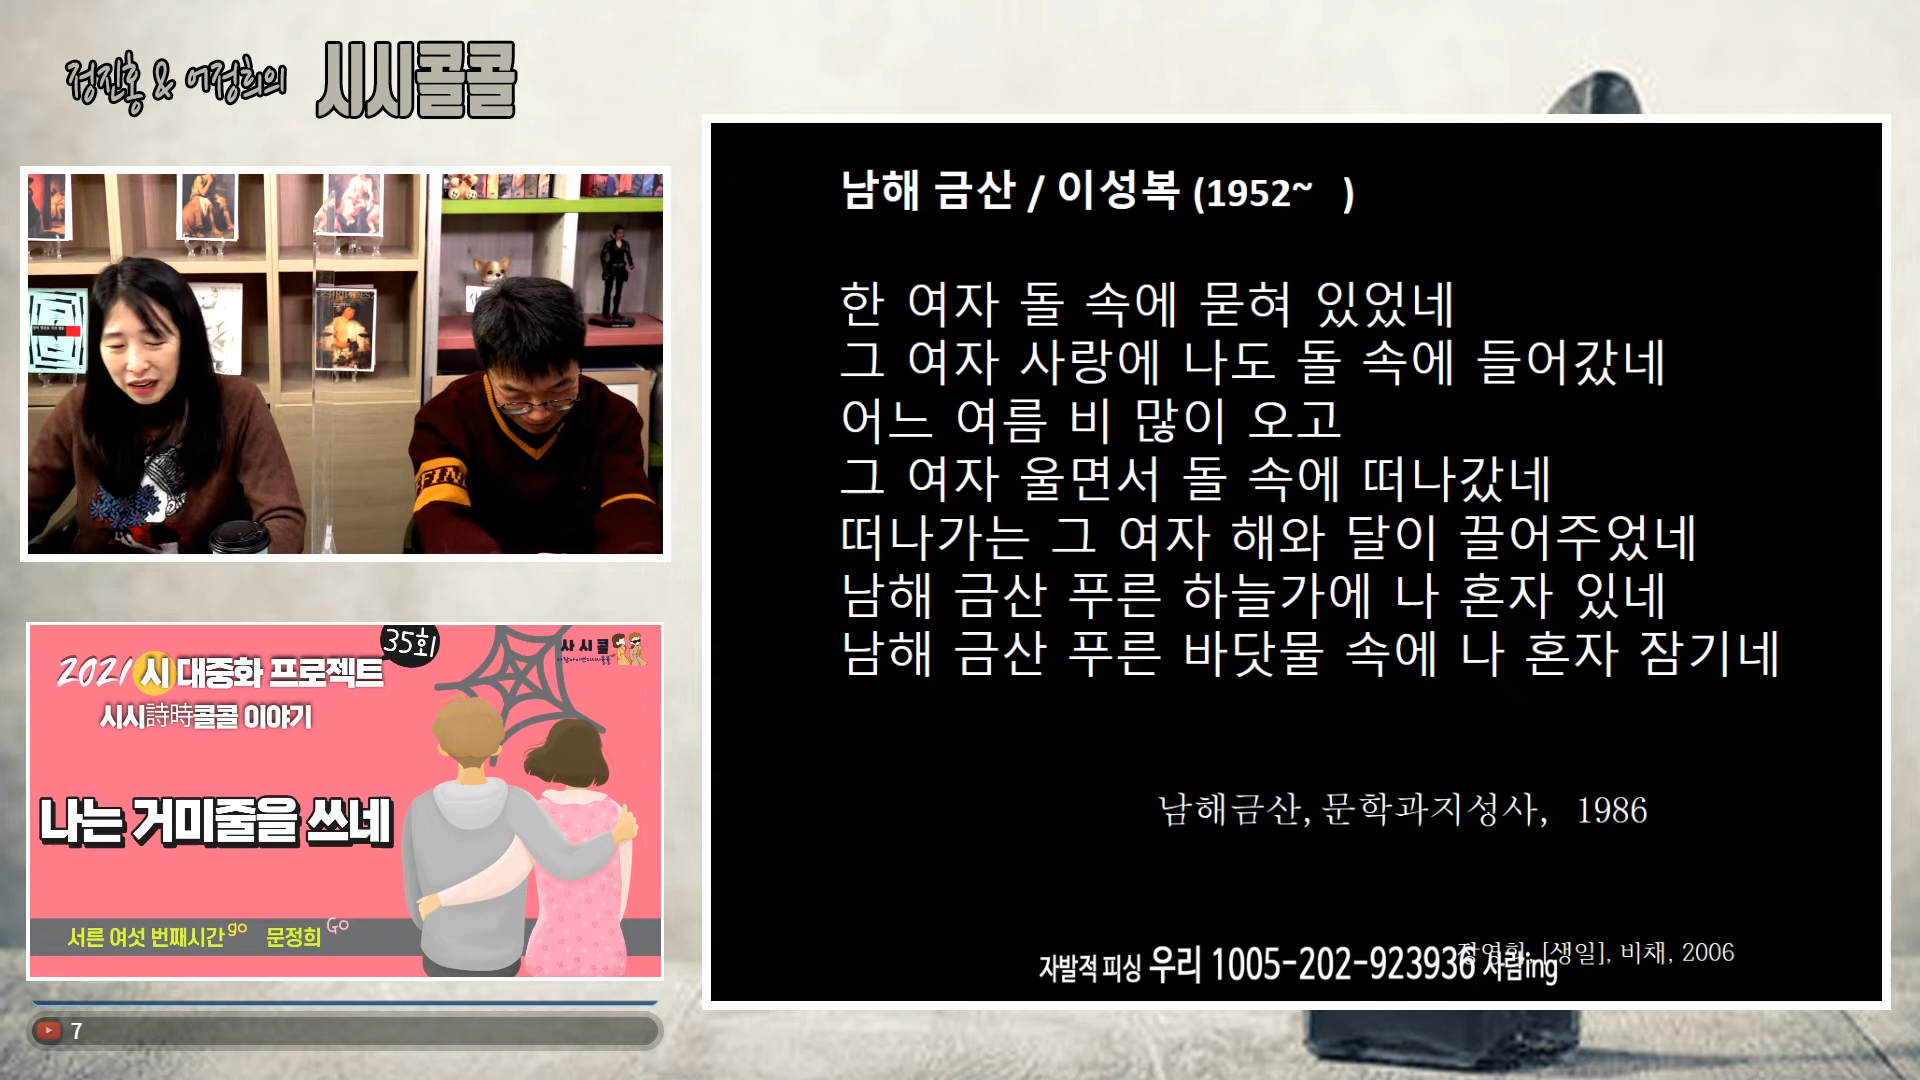 정진홍 & 어정희의 시시콜콜
남해 금산 / 이성복 (1952~ )
한 여자 돌 속에 묻혀 있었네
그 여자 사랑에 나도 돌 속에 들어갔네
어느 여름 비 많이 오고
그 여자 울면서 돌 속에 떠나갔네
떠나가는 그 여자 해와 달이 끌어주었네
남해 금산 푸른 하늘가에 나 혼자 있네
남해 금산 푸른 바닷물 속에 나 혼자 잠기네
남해금산, 문학과지성사, 1986
[생일], 비채, 2006
자발적 피싱 우리 1005-202-923936 사람ing
35회
사시콜
2021 시 대중화 프로젝트
시시詩時콜콜 이야기
나는 거미줄을 쓰네
서른 여섯 번째시간 go 문정희 Go
7